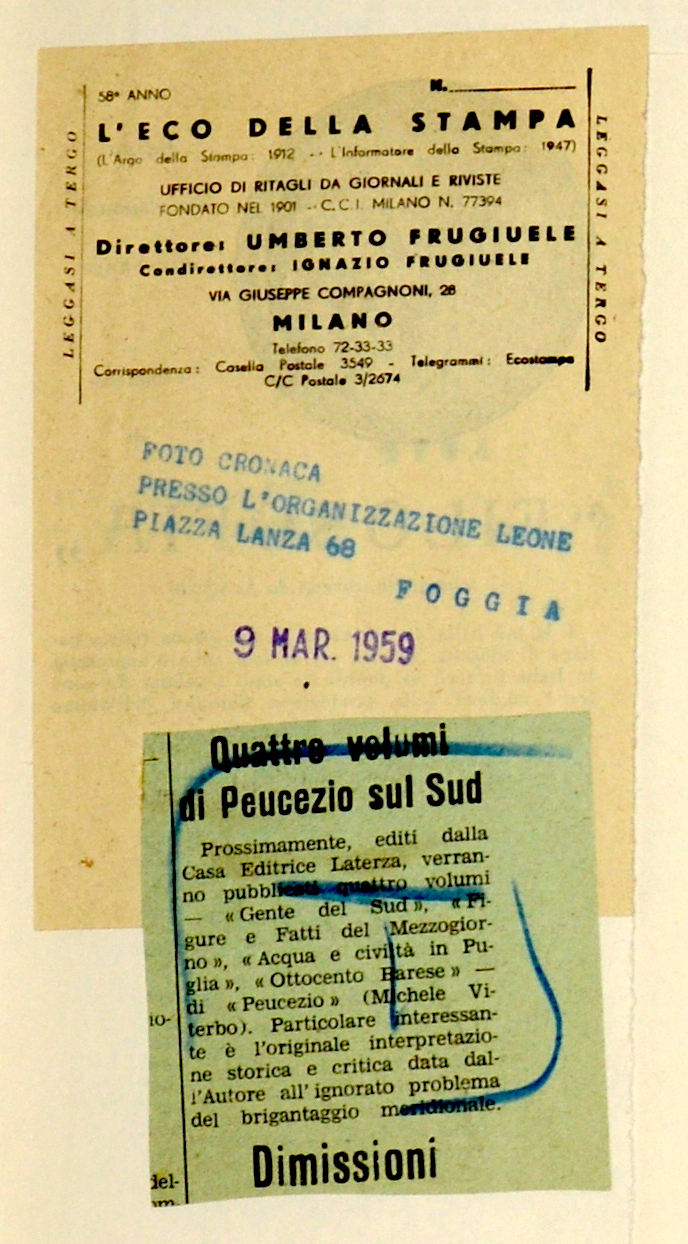 58° ANNO
N.
L'ECO DELLA STAMPA
(L'Argo della Stampa: 1912 -- L'Informatore della Stampa: 1947)
UFFICIO DI RITAGLI DA GIORNALI E RIVISTE
FONDATO NEL 1901 - C.C.I. MILANO N. 77394
Direttore: UMBERTO FRUGIUELE
Condirettore: IGNAZIO FRUGIUELE
VIA GIUSEPPE COMPAGNONI, 28
MILANO
Telefono 72-33-33
Corrispondenza: Casella Postale 3549 - Telegrammi: Ecostampa
C/C Postale 3/2674
LEGGASI A TERGO
LEGGASI A TERGO
FOTO CRONACA
PRESSO L'ORGANIZZAZIONE LEONE
PIAZZA LANZA 68
FOGGIA
9 MAR. 1959
Quattro volumi
di Peucezio sul Sud
Prossimamente, editi dalla
Casa Editrice Laterza, verran-
no pubblicati quattro volumi
— « Gente del Sud », « Fi-
gure e Fatti del Mezzogior-
no », « Acqua e civiltà in Pu-
glia », « Ottocento Barese » —
di « Peucezio » (Michele Vi-
terbo). Particolare interessan-
te è l'originale interpretazio-
ne storica e critica data dal-
l'Autore all'ignorato problema
del brigantaggio meridionale.
Dimissioni
io-
del-